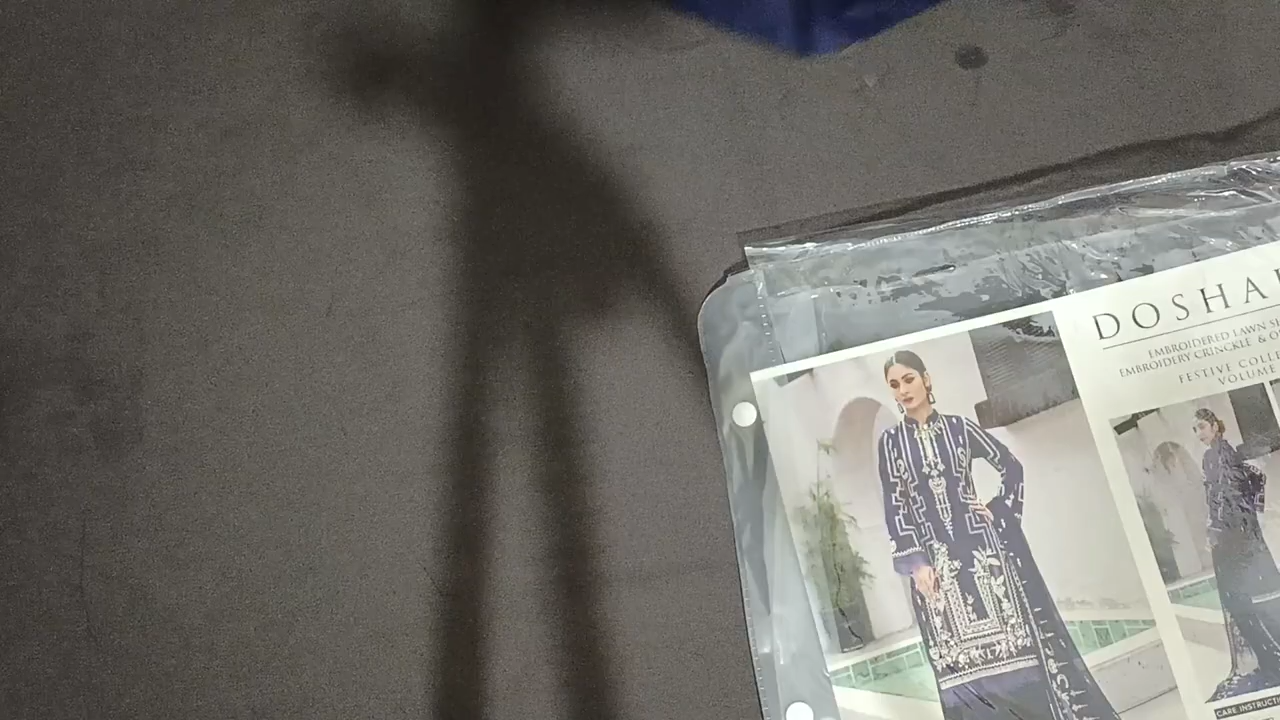 DOSHA
EMBROIDERED LAWN
EMBROIDERY CRINCKLE & O
FESTIVE COLL
VOLUME
CARE INSTRUCTI